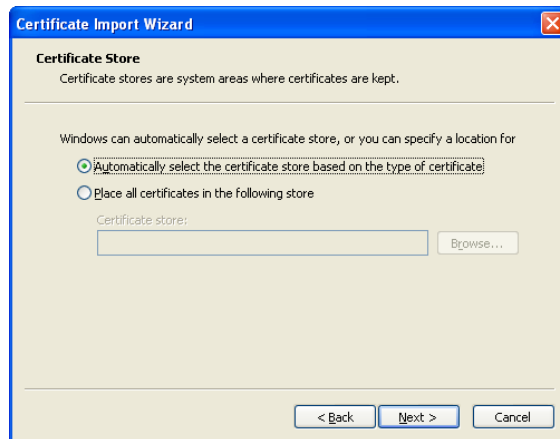 Certificate Import Wizard
Certificate Store
Certificate stores are system areas where certificates are kept.
Windows can automatically select a certificate store, or you can specify a location for
Automatically select the certificate store based on the type of certificate
Place all certificates in the following store
Certificate store:
Browse...
< Back
Next >
Cancel